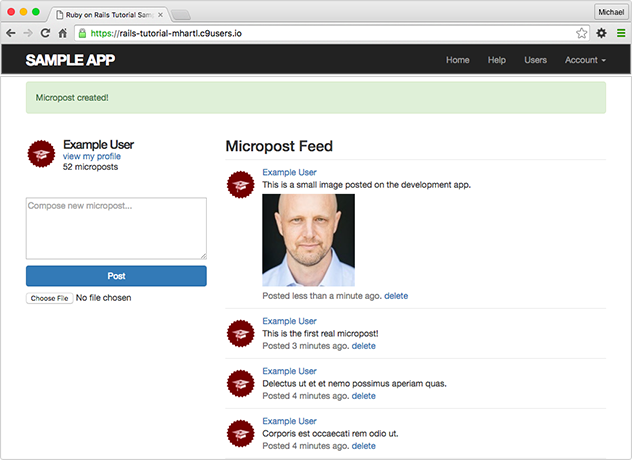 Ruby on Rails Tutorial Sam
Michael
https://rails-tutorial-mhartl.c9users.io
SAMPLE APP
Home Help Users Account
Micropost created!
Example User
view my profile
52 microposts
Compose new micropost...
Post
Choose File No file chosen
Micropost Feed
Example User
This is a small image posted on the development app.
Posted less than a minute ago. delete
Example User
This is the first real micropost!
Posted 3 minutes ago. delete
Example User
Delectus ut et et nemo possimus aperiam quas.
Posted 4 minutes ago. delete
Example User
Corporis est occaecati rem odio ut.
Posted 4 minutes ago. delete